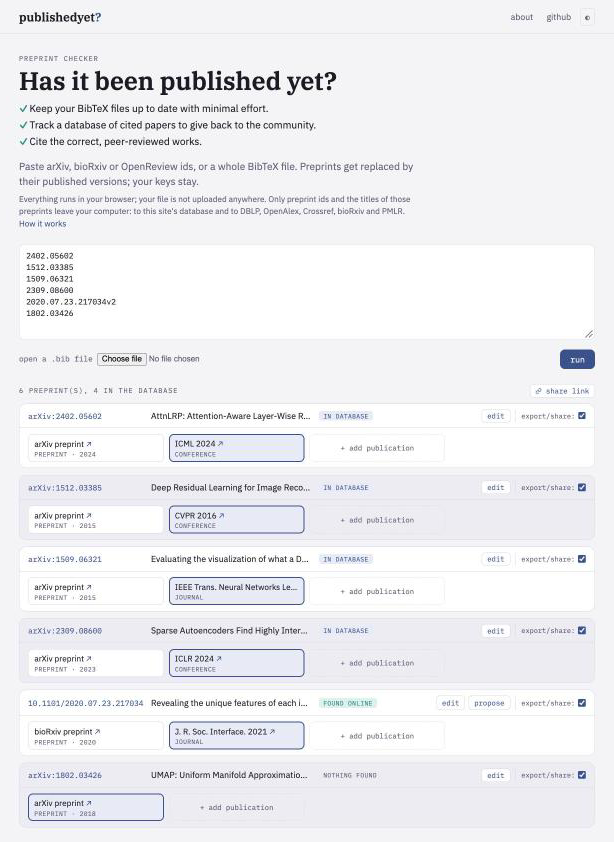 publishedyet?
about github
PREPRINT CHECKER
Has it been published yet?
✓ Keep your BibTeX files up to date with minimal effort.
✓ Track a database of cited papers to give back to the community.
✓ Cite the correct, peer-reviewed works.
Paste arXiv, bioRxiv or OpenReview ids, or a whole BibTeX file. Preprints get replaced by
their published versions; your keys stay.
Everything runs in your browser; your file is not uploaded anywhere. Only preprint ids and the titles of those
preprints leave your computer: to this site's database and to DBLP, OpenAlex, Crossref, bioRxiv and PMLR.
How it works
2402.05602
1512.03385
1509.06321
2309.08600
2020.07.23.217034v2
1802.03426
open a .bib file Choose file No file chosen
run
6 PREPRINT(S), 4 IN THE DATABASE
share link
arXiv:2402.05602 AttnLRP: Attention-Aware Layer-Wise R... IN DATABASE edit export/share:
arXiv preprint ↗ ICML 2024 ↗ + add publication
PREPRINT · 2024 CONFERENCE
arXiv:1512.03385 Deep Residual Learning for Image Reco... IN DATABASE edit export/share:
arXiv preprint ↗ CVPR 2016 ↗ + add publication
PREPRINT · 2015 CONFERENCE
arXiv:1509.06321 Evaluating the visualization of what a D... IN DATABASE edit export/share:
arXiv preprint ↗ IEEE Trans. Neural Networks Le... + add publication
PREPRINT · 2015 JOURNAL
arXiv:2309.08600 Sparse Autoencoders Find Highly Inter... IN DATABASE edit export/share:
arXiv preprint ↗ ICLR 2024 ↗ + add publication
PREPRINT · 2023 CONFERENCE
10.1101/2020.07.23.217034 Revealing the unique features of each i... FOUND ONLINE edit propose export/share:
bioRxiv preprint ↗ J. R. Soc. Interface. 2021 ↗ + add publication
PREPRINT · 2020 JOURNAL
arXiv:1802.03426 UMAP: Uniform Manifold Approximatio... NOTHING FOUND edit export/share:
arXiv preprint ↗ + add publication
PREPRINT · 2018